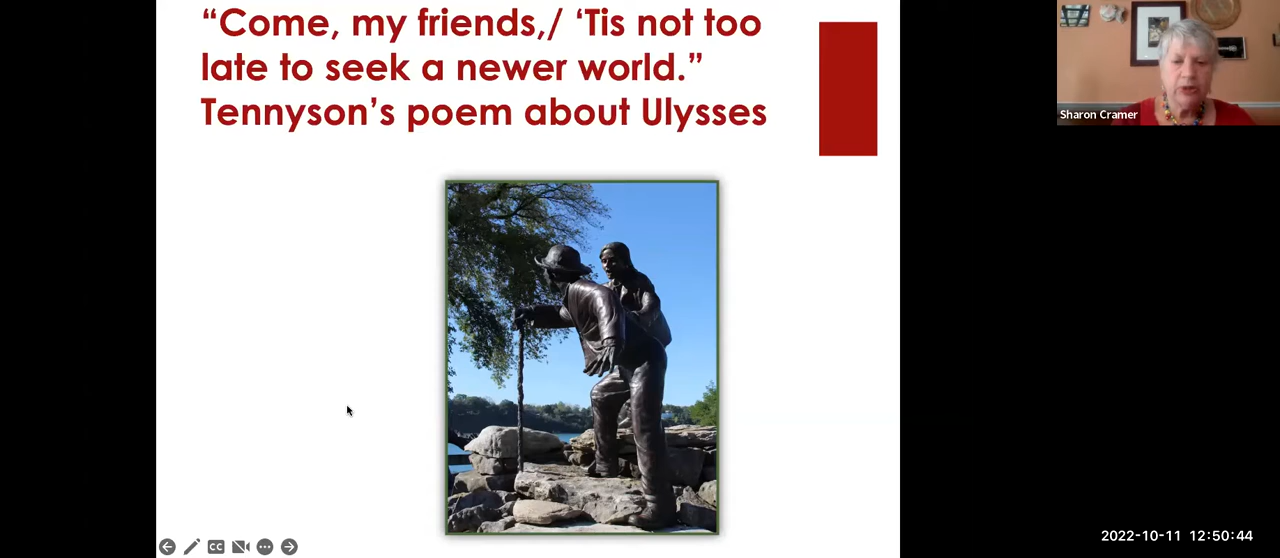 “Come, my friends,/ ‘Tis not too
late to seek a newer world.”
Tennyson’s poem about Ulysses
Sharon Cramer
CC
2022-10-11 12:50:44